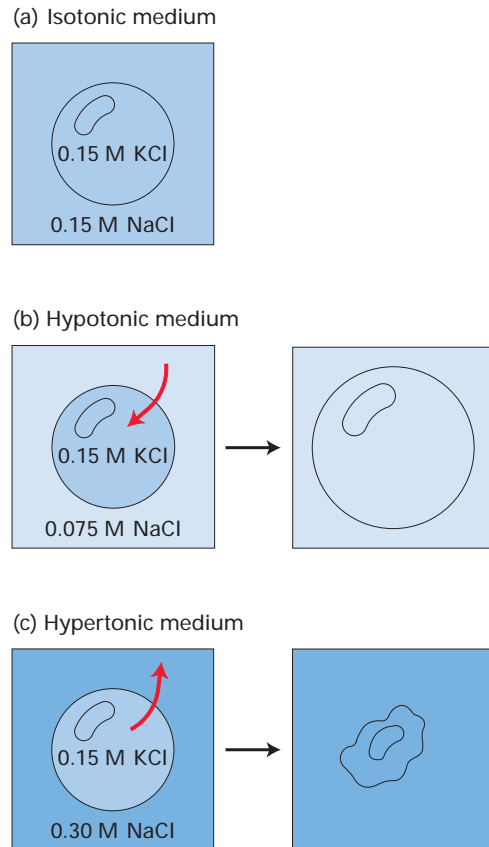 (a) Isotonic medium
0.15 M KCl
0.15 M NaCl
(b) Hypotonic medium
0.15 M KCl
0.075 M NaCl
(c) Hypertonic medium
0.15 M KCl
0.30 M NaCl